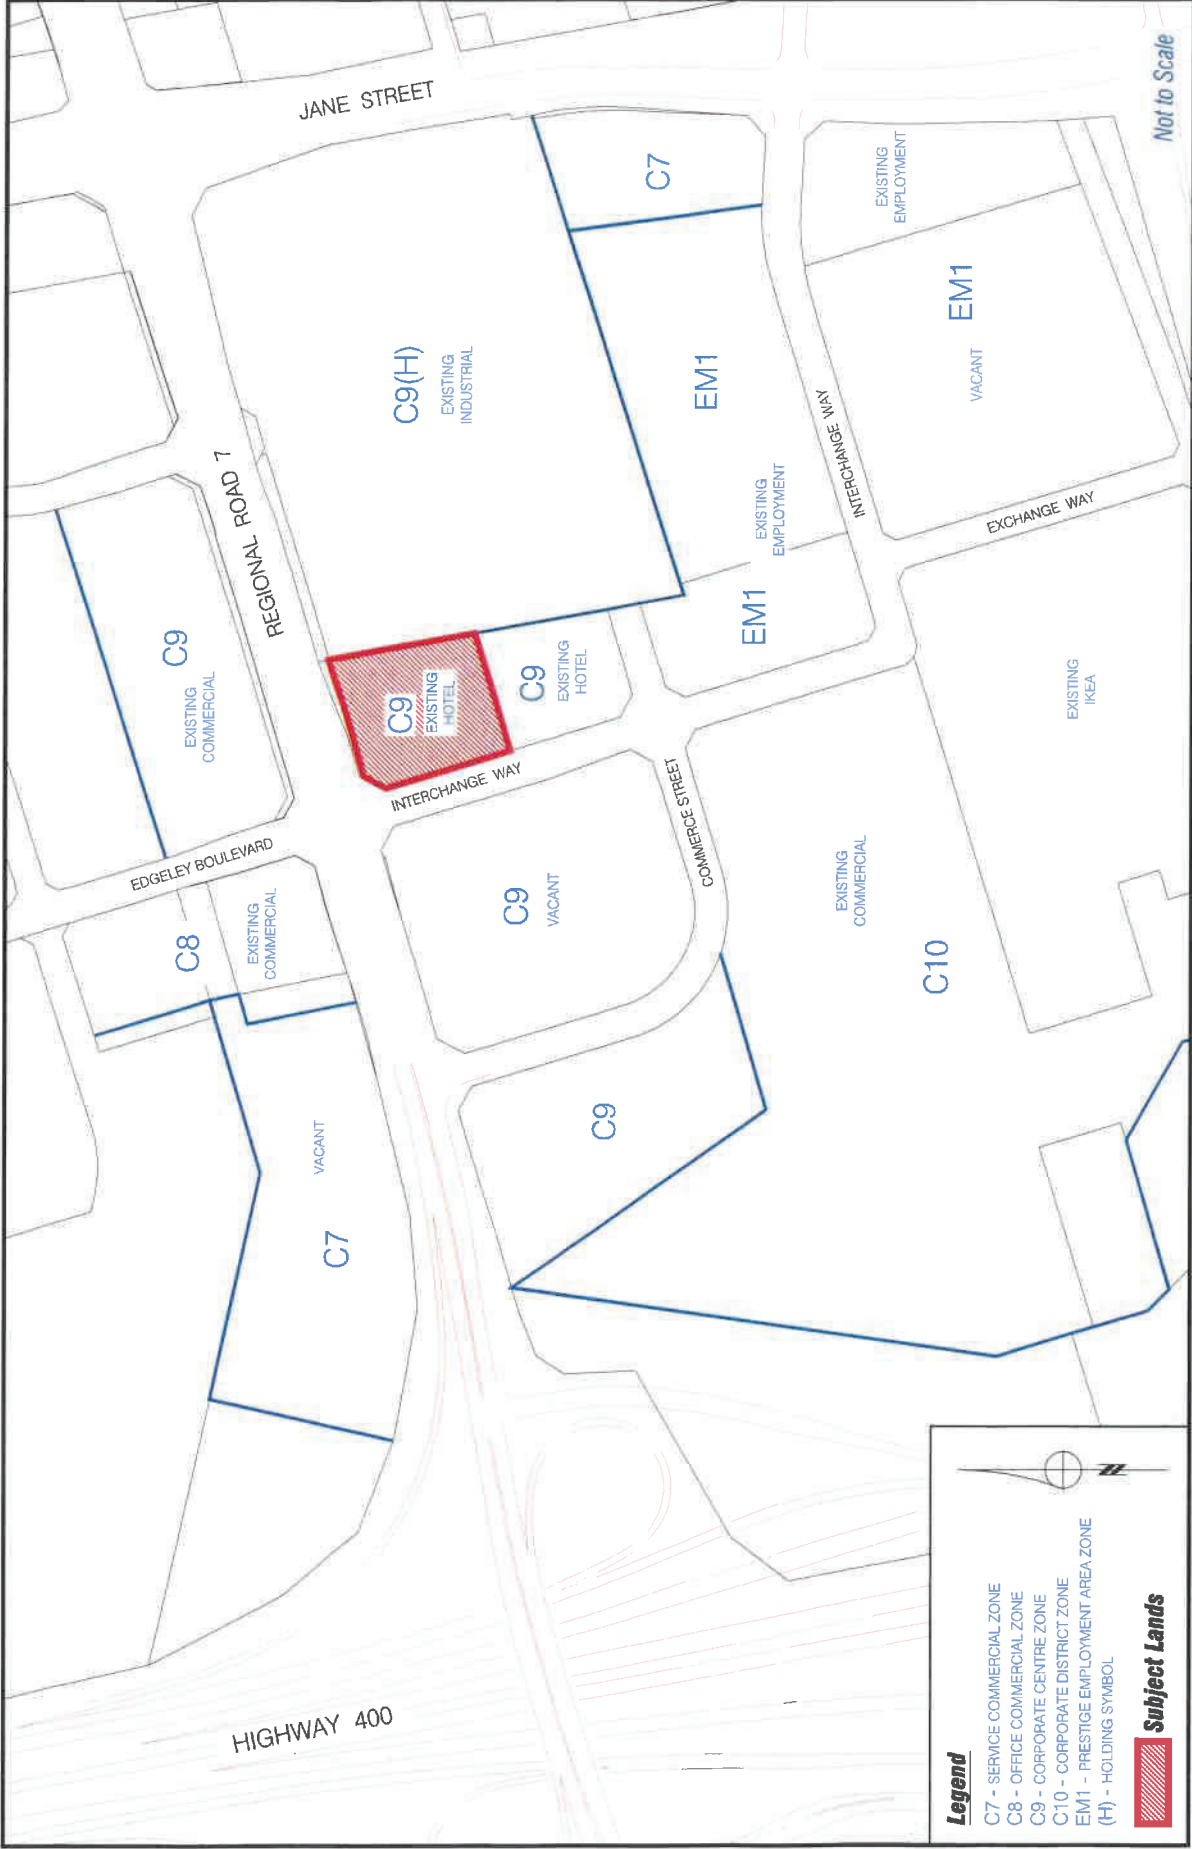 HIGHWAY 400
EDGELEY BOULEVARD
C9
EXISTING
COMMERCIAL
C8
EXISTING
COMMERCIAL
REGIONAL ROAD 7
VACANT
C7
JANE STREET
C9
EXISTING
HOTEL
C9(H)
EXISTING
INDUSTRIAL
INTERCHANGE WAY
C9
VACANT
C9
EXISTING
HOTEL
C9
COMMERCE STREET
C7
EM1
EXISTING
EMPLOYMENT
EM1
INTERCHANGE WAY
EXISTING
COMMERCIAL
C10
EXISTING
EMPLOYMENT
EM1
VACANT
EXCHANGE WAY
EXISTING
IKEA
Legend
C7 - SERVICE COMMERCIAL ZONE
C8 - OFFICE COMMERCIAL ZONE
C9 - CORPORATE CENTRE ZONE
C10 - CORPORATE DISTRICT ZONE
EM1 - PRESTIGE EMPLOYMENT AREA ZONE
(H) - HOLDING SYMBOL
Subject Lands
N
Not to Scale